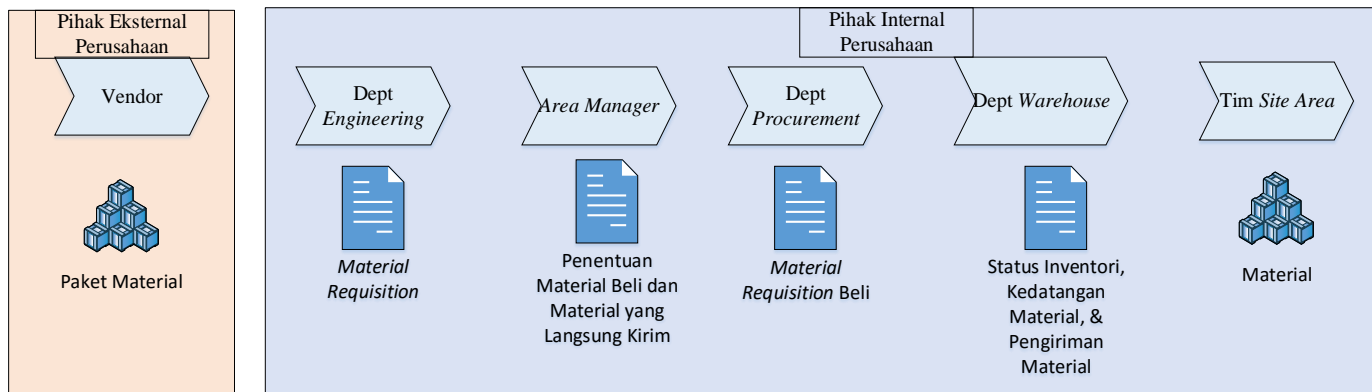 Pihak Eksternal
Perusahaan
Vendor
Paket Material
Pihak Internal
Perusahaan
Dept
Engineering
Material
Requisition
Area Manager
Penentuan
Material Beli dan
Material yang
Langsung Kirim
Dept
Procurement
Material
Requisition Beli
Dept Warehouse
Status Inventori,
Kedatangan
Material, &
Pengiriman
Material
Tim Site Area
Material